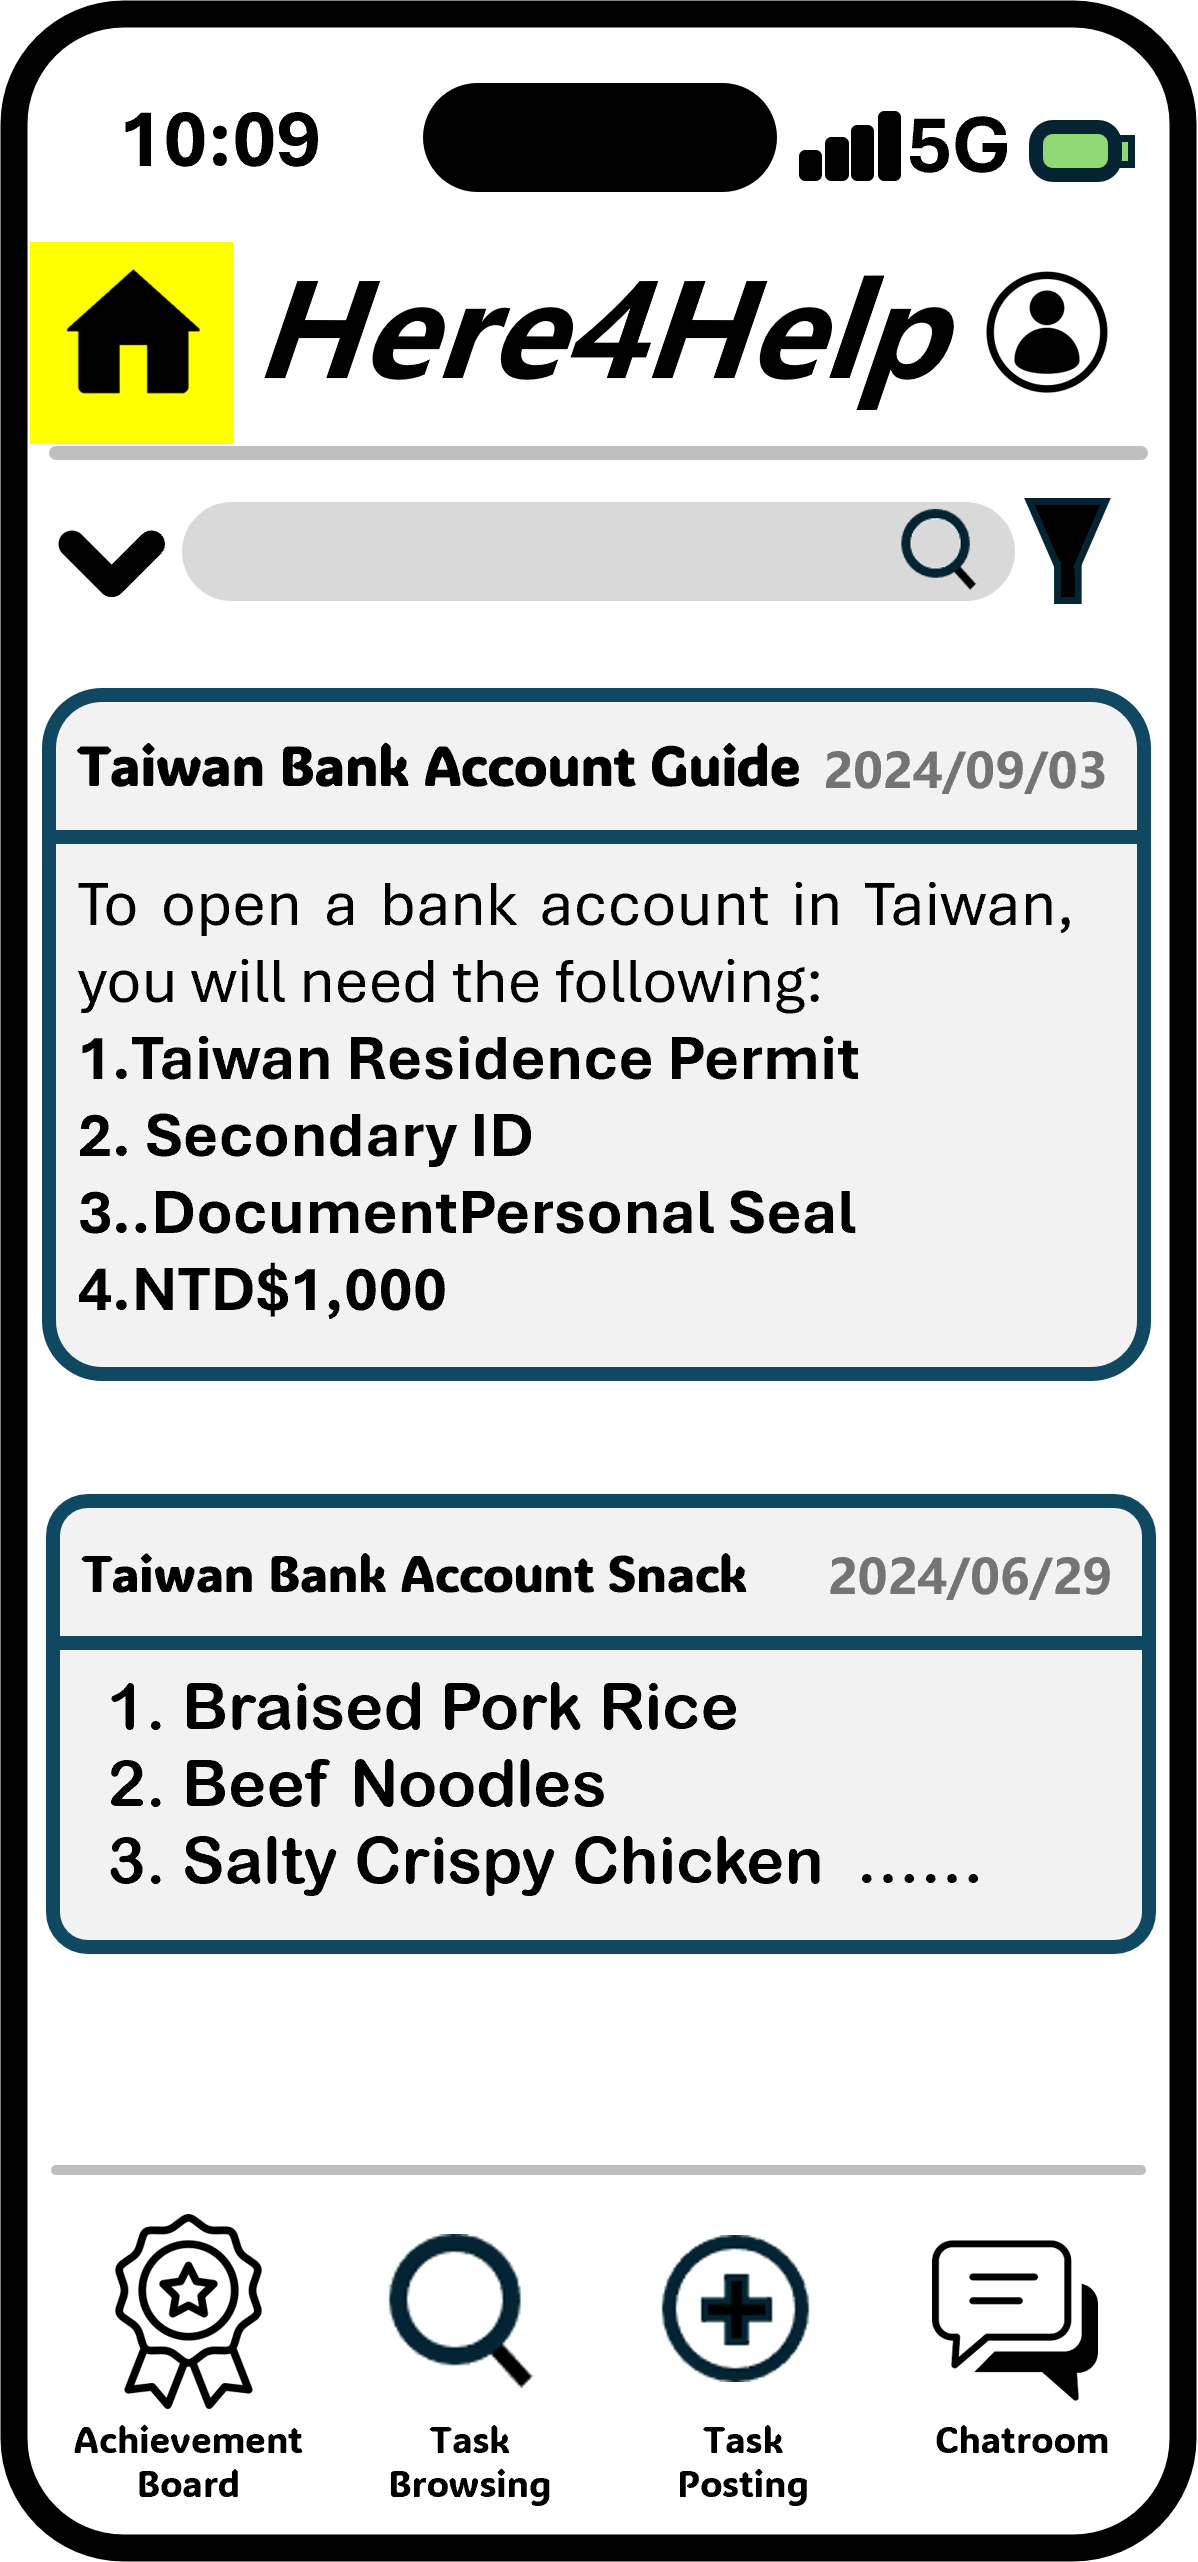 10:09
5G
Here4Help
Taiwan Bank Account Guide 2024/09/03
To open a bank account in Taiwan,
you will need the following:
1.Taiwan Residence Permit
2. Secondary ID
3..DocumentPersonal Seal
4.NTD$1,000
Taiwan Bank Account Snack 2024/06/29
1. Braised Pork Rice
2. Beef Noodles
3. Salty Crispy Chicken ......
Achievement
Board
Task
Browsing
Task
Posting
Chatroom